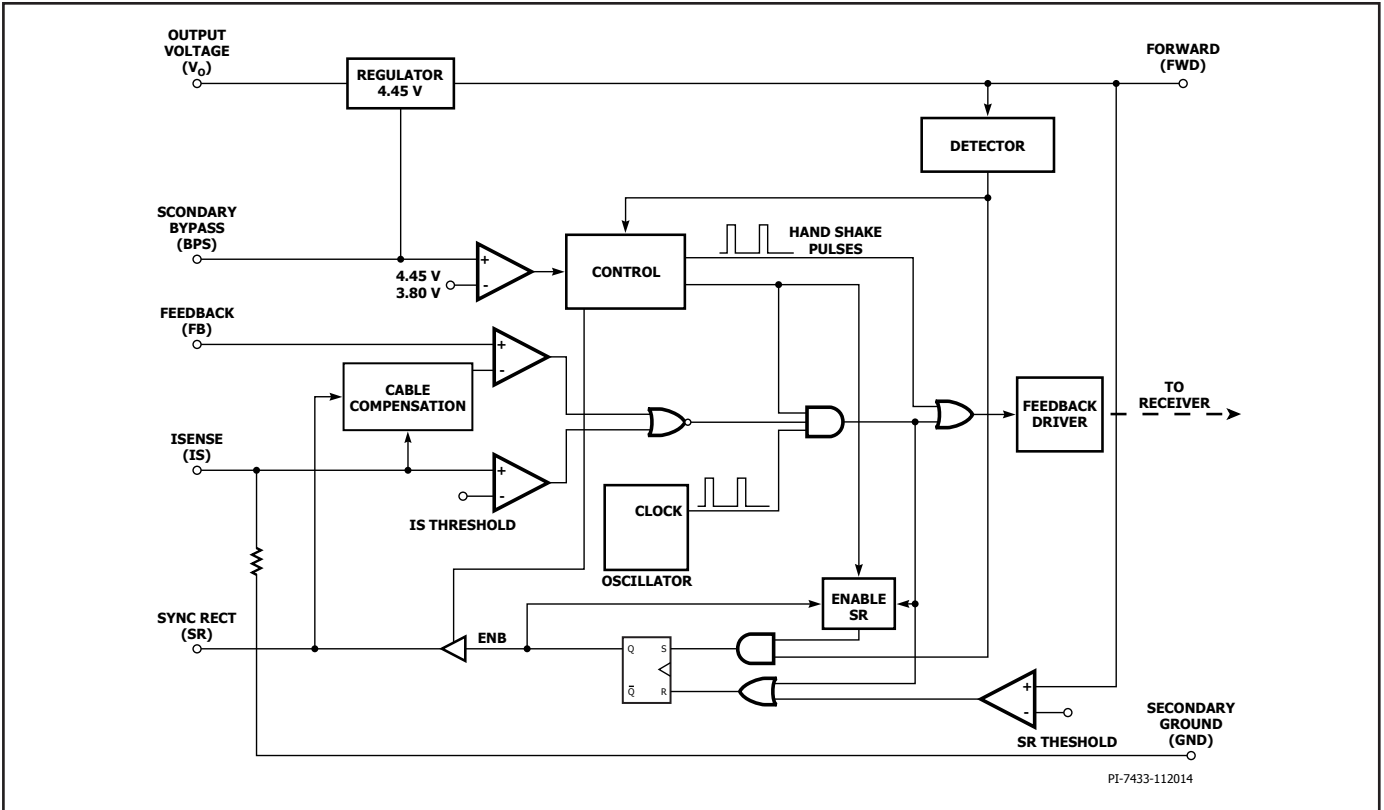 OUTPUT
VOLTAGE
(VO)
REGULATOR
4.45 V
FORWARD
(FWD)
DETECTOR
SCONDARY
BYPASS
(BPS)
+
-
4.45 V
3.80 V
CONTROL
HAND SHAKE
PULSES
FEEDBACK
(FB)
+
-
CABLE
COMPENSATION
FEEDBACK
DRIVER
TO
RECEIVER
ISENSE
(IS)
+
-
IS THRESHOLD
CLOCK
OSCILLATOR
ENABLE
SR
SYNC RECT
(SR)
ENB
Q
S
Q̅
R
+
-
SR THESHOLD
SECONDARY
GROUND
(GND)
PI-7433-112014